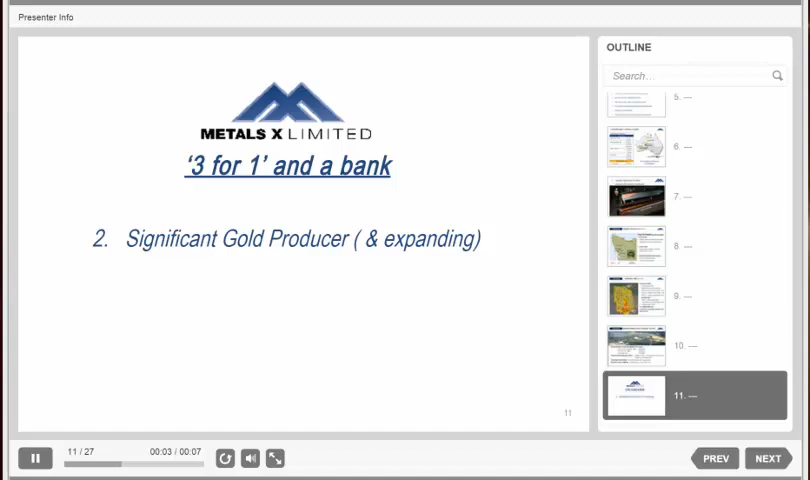 Presenter Info
METALS X LIMITED
‘3 for 1’ and a bank
2. Significant Gold Producer ( & expanding)
11
OUTLINE
Search...
5. ---
6. ---
7. ---
8. ---
9. ---
10. ---
11. ---
11 / 27
00:03 / 00:07
PREV
NEXT